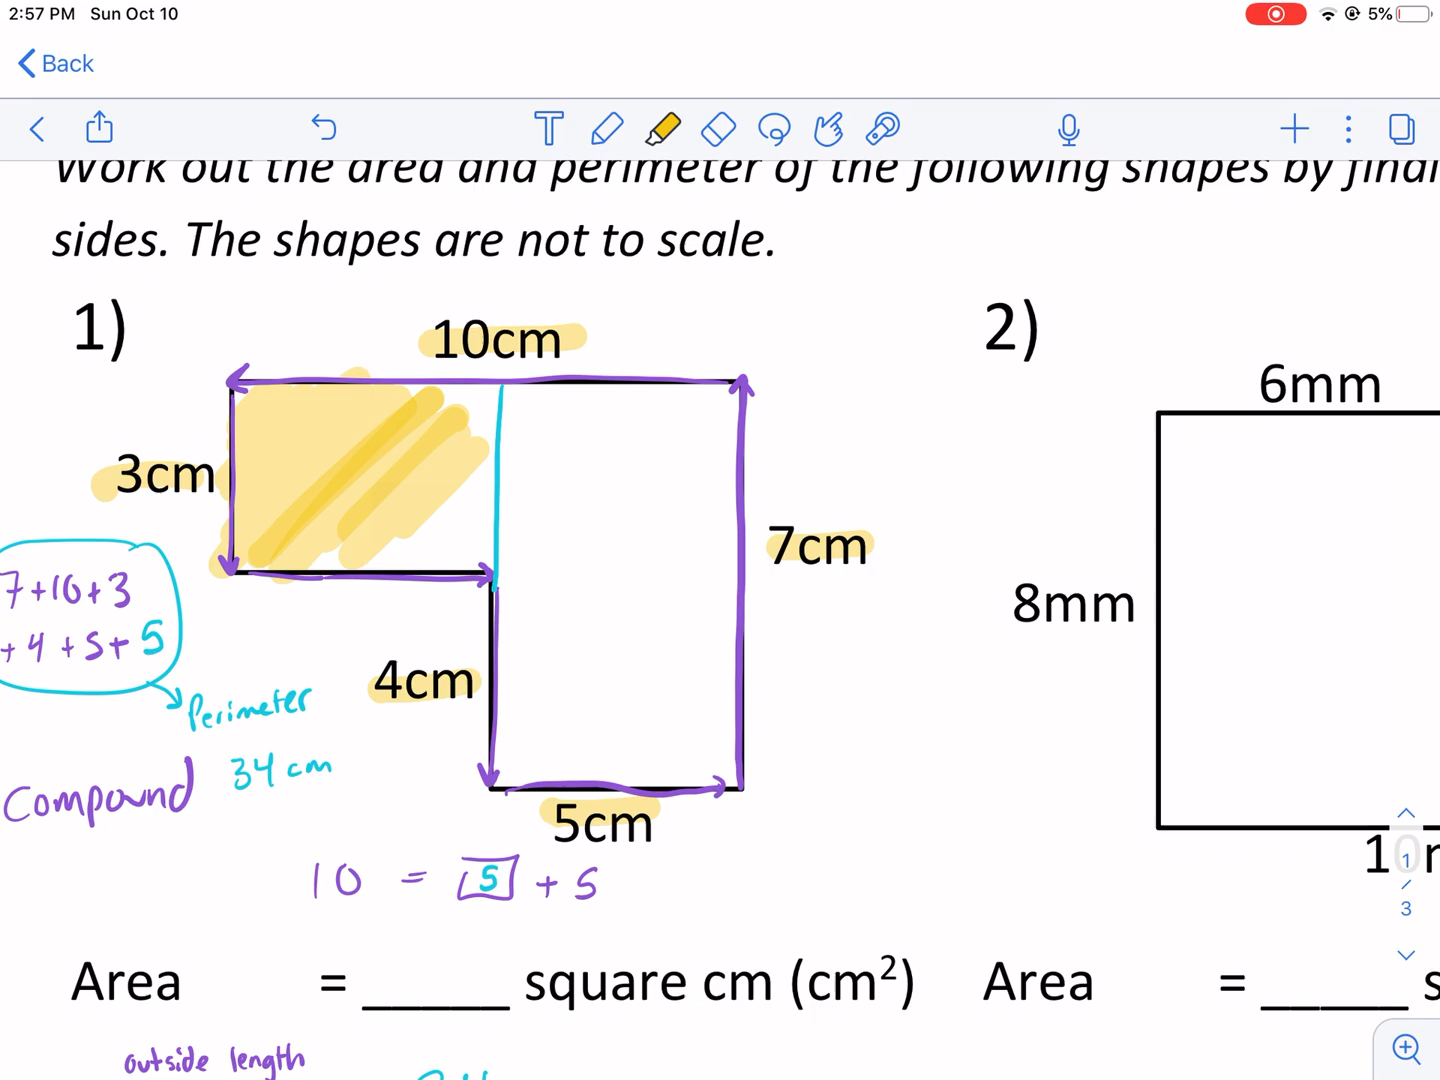 2:57 PM Sun Oct 10
5%
Back
Work out the area and perimeter of the following shapes by
sides. The shapes are not to scale.
1)
10cm
2)
6mm
3cm
7cm
8mm
7+10+3
+ 4 + 5 + 5
4cm
Perimeter
34 cm
Compound
5cm
10 = 5 + 5
1
3
Area = _____ square cm (cm²)
Area = _____
outside length